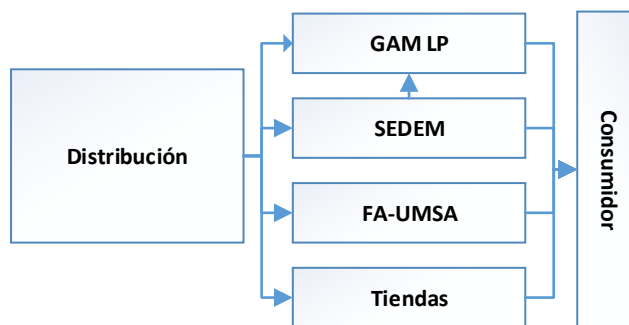 GAM LP
SEDEM
Distribución
FA-UMSA
Tiendas
Consumidor